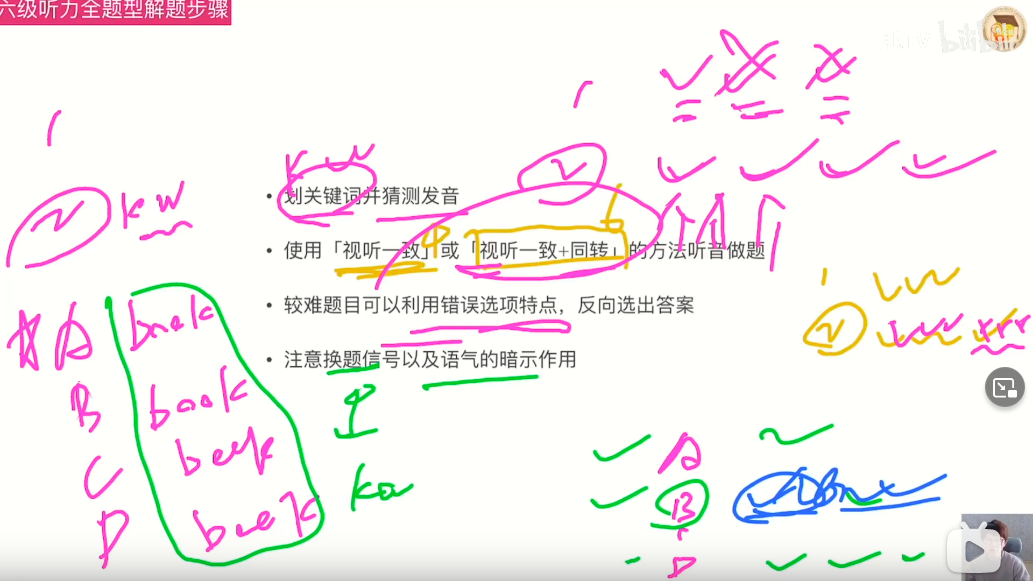 六级听力全题型解题步骤
bilibili
kw
kw
• 划关键词并猜测发音
• 使用「视听一致」或「视听一致+同转」的方法听音做题
• 较难题目可以利用错误选项特点，反向选出答案
• 注意换题信号以及语气的暗示作用
A book
B book
C book
D book
A
B
C
D